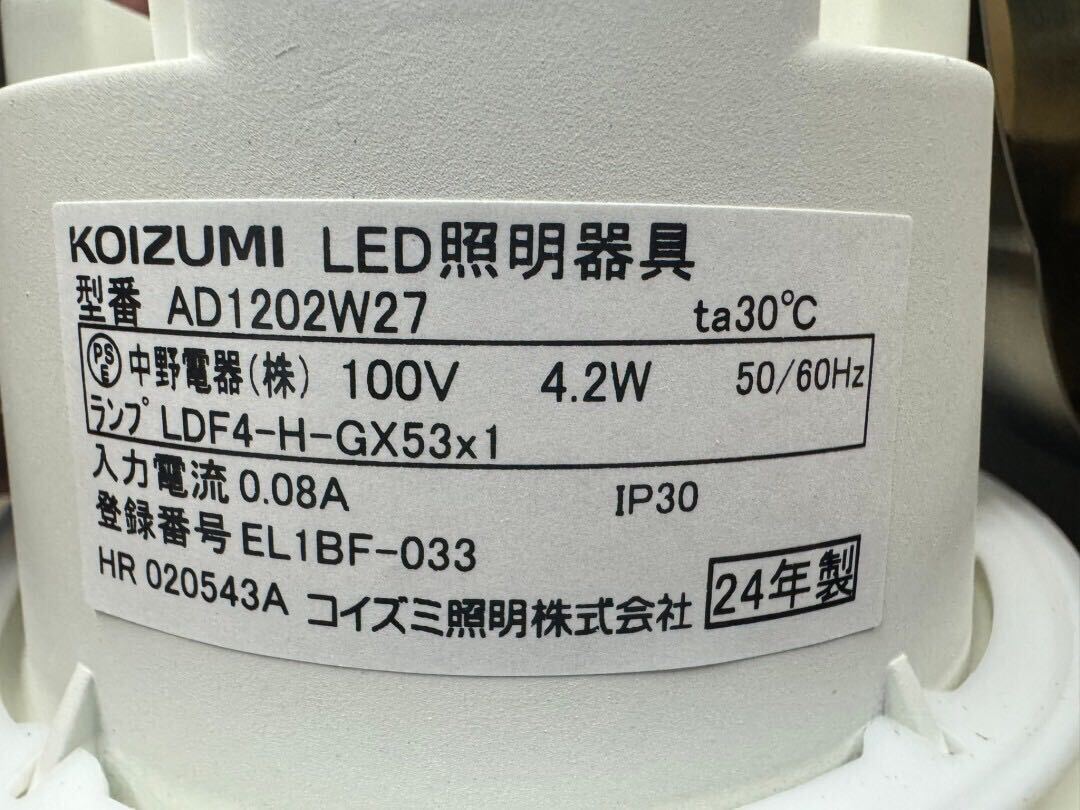 KOIZUMI LED照明器具
型番 AD1202W27 ta30℃
PSE 中野電器(株) 100V 4.2W 50/60Hz
ランプ LDF4-H-GX53x1
入力電流 0.08A IP30
登録番号 EL1BF-033
HR 020543A コイズミ照明株式会社 24年製